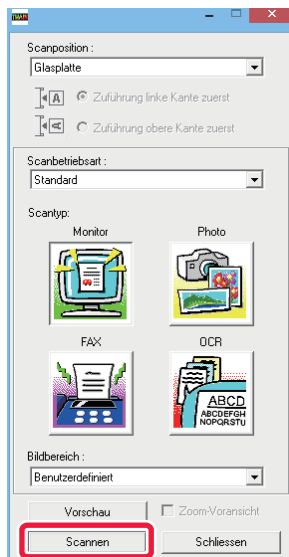 TWAIN
Scanposition :
Glasplatte
A Zuführung linke Kante zuerst
A Zuführung obere Kante zuerst
Scanbetriebsart :
Standard
Scantyp:
Monitor Photo
FAX OCR
ABCD
ABCDEFGH
NOPQRSTU
Bildbereich :
Benutzerdefiniert
Vorschau Zoom-Voransicht
Scannen Schliessen